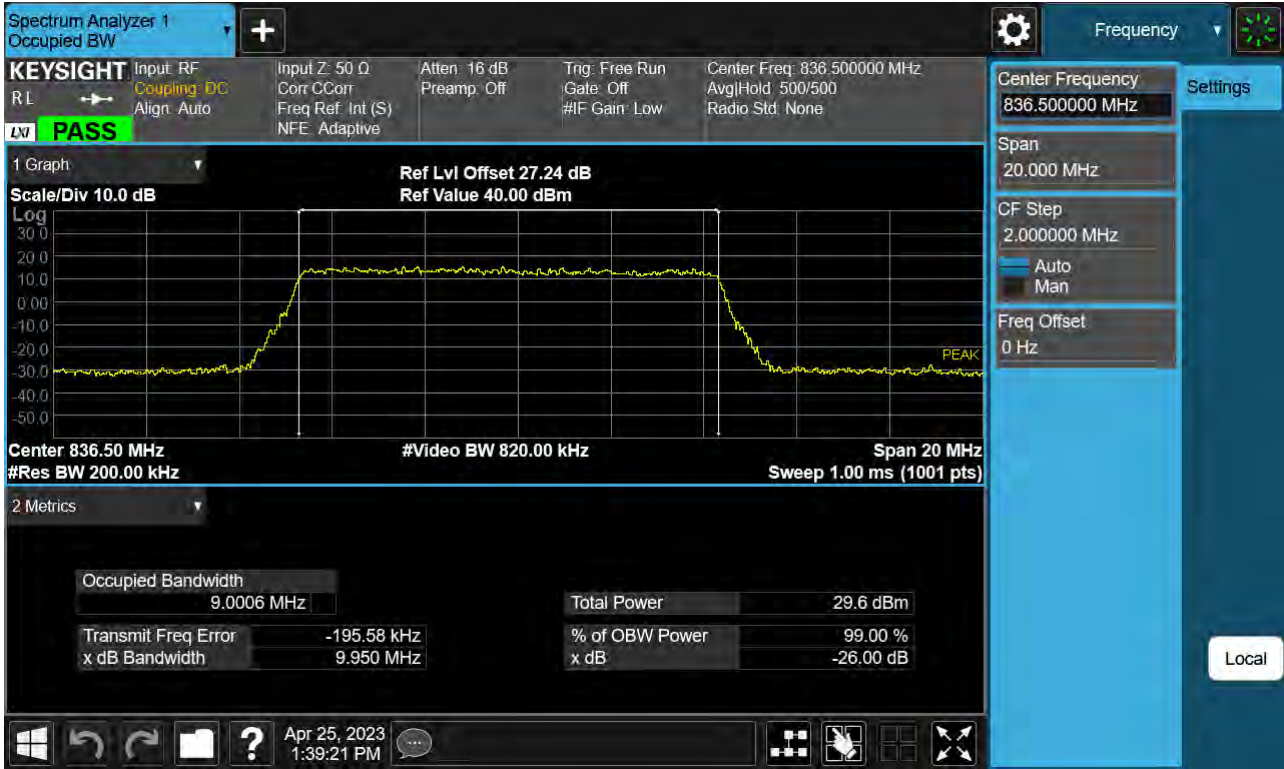 Spectrum Analyzer 1
Occupied BW
Frequency
KEYSIGHT
R L
LXI
PASS
Input: RF
Coupling: DC
Align: Auto
Input Z: 50 Ω
Corr CCorr
Freq Ref: Int (S)
NFE: Adaptive
Atten: 16 dB
Preamp: Off
Trig: Free Run
Gate: Off
#IF Gain: Low
Center Freq: 836.500000 MHz
Avg|Hold: 500/500
Radio Std: None
Center Frequency
836.500000 MHz
Settings
Span
20.000 MHz
CF Step
2.000000 MHz
Auto
Man
Freq Offset
0 Hz
Local
1 Graph
Scale/Div 10.0 dB
Ref Lvl Offset 27.24 dB
Ref Value 40.00 dBm
Log
30.0
20.0
10.0
0.00
-10.0
-20.0
-30.0
-40.0
-50.0
PEAK
Center 836.50 MHz
#Video BW 820.00 kHz
Span 20 MHz
#Res BW 200.00 kHz
Sweep 1.00 ms (1001 pts)
2 Metrics
Occupied Bandwidth
9.0006 MHz
Total Power 29.6 dBm
Transmit Freq Error -195.58 kHz
% of OBW Power 99.00 %
x dB Bandwidth 9.950 MHz
x dB -26.00 dB
?
Apr 25, 2023
1:39:21 PM